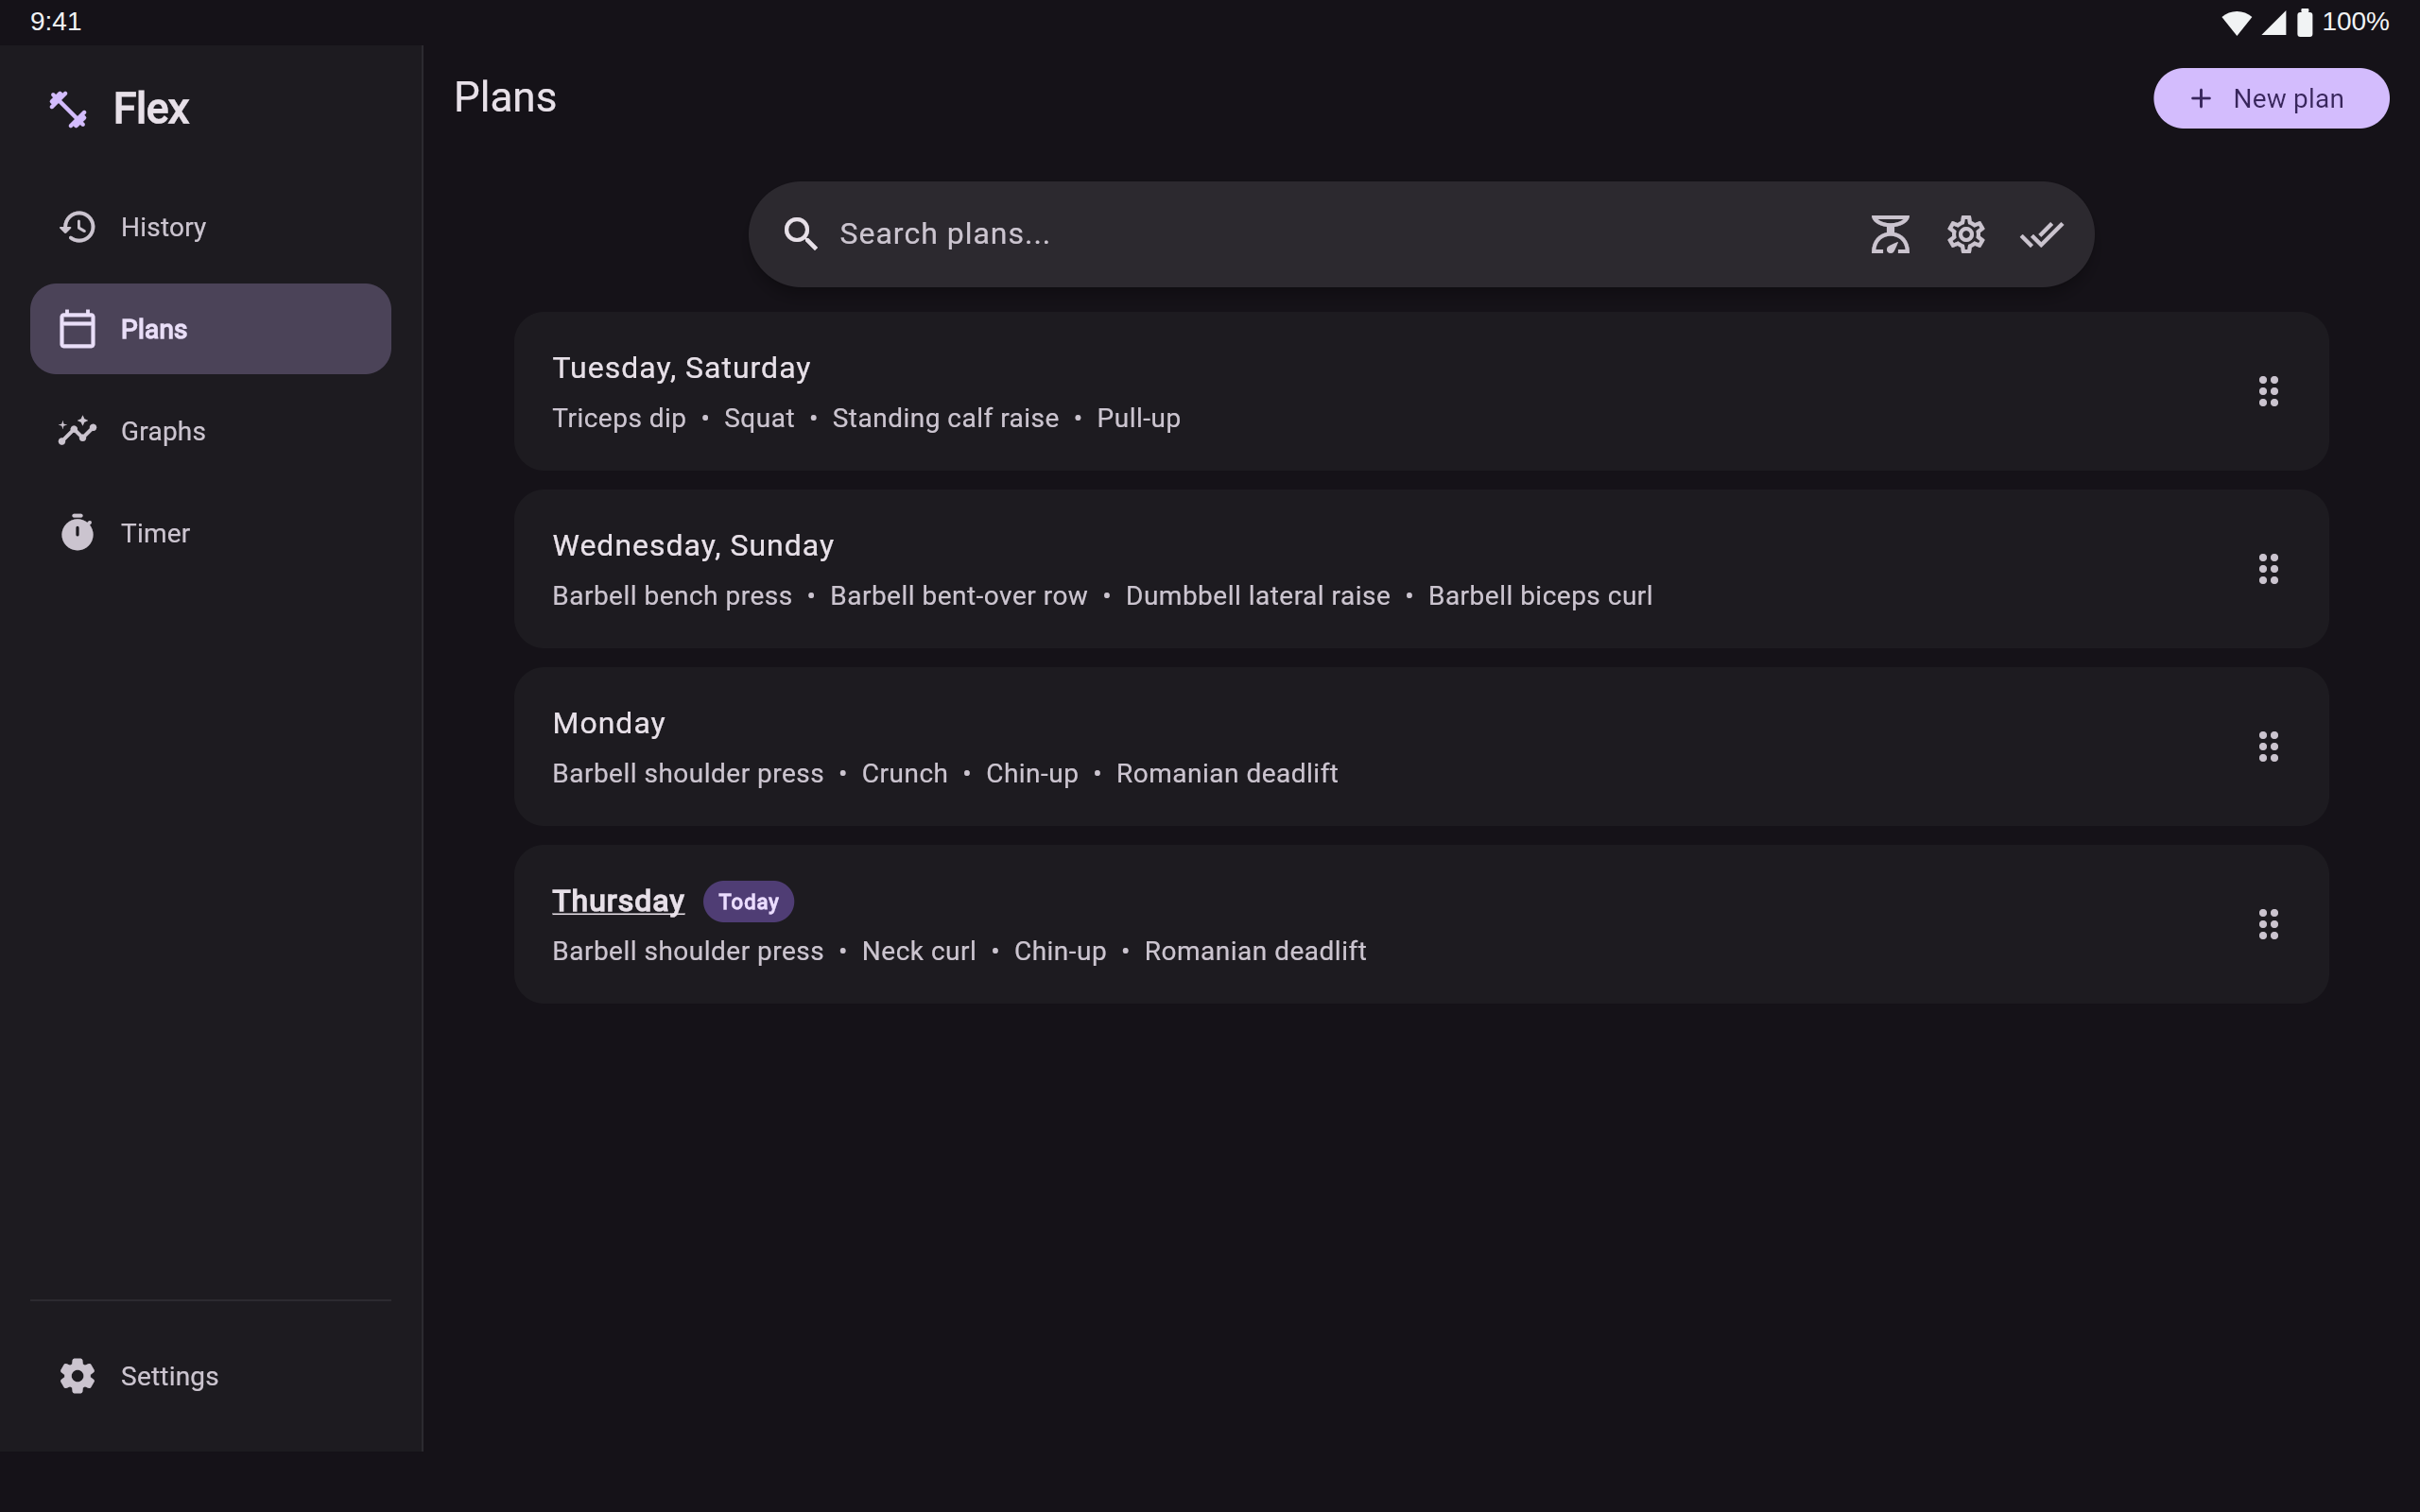 9:41
100%
Flex
Plans
New plan
History
Plans
Graphs
Timer
Search plans...
Tuesday, Saturday
Triceps dip • Squat • Standing calf raise • Pull-up
Wednesday, Sunday
Barbell bench press • Barbell bent-over row • Dumbbell lateral raise • Barbell biceps curl
Monday
Barbell shoulder press • Crunch • Chin-up • Romanian deadlift
Thursday Today
Barbell shoulder press • Neck curl • Chin-up • Romanian deadlift
Settings